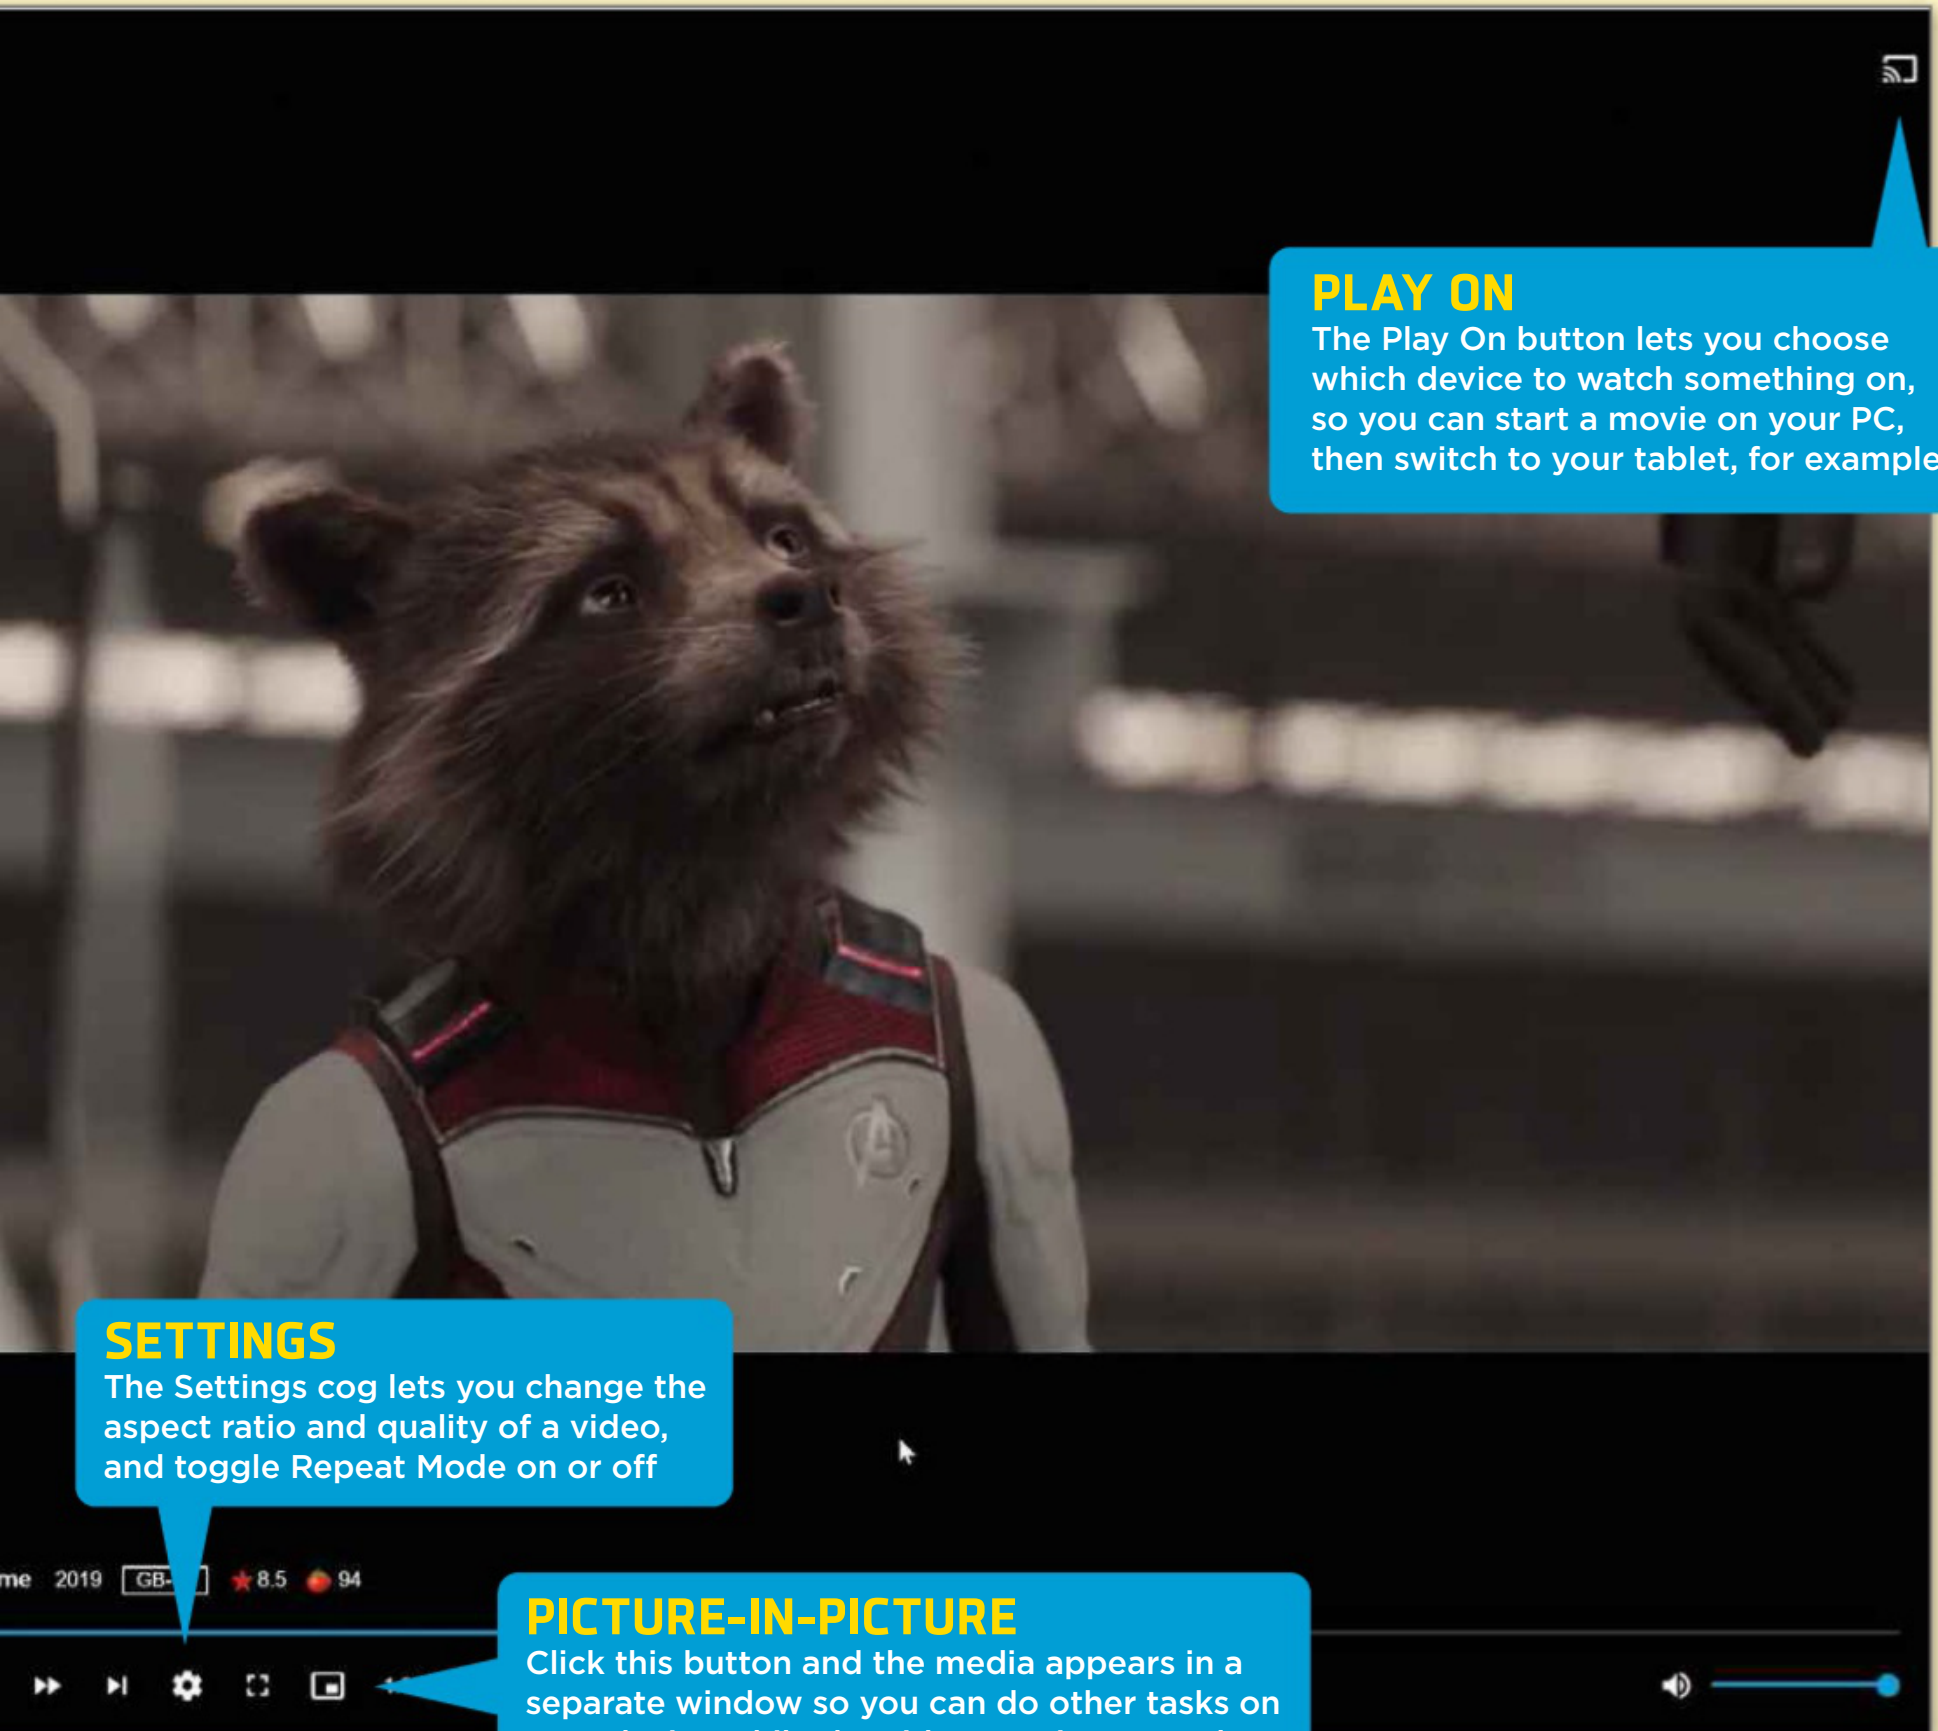 PLAY ON
The Play On button lets you choose
which device to watch something on,
so you can start a movie on your PC,
then switch to your tablet, for example
SETTINGS
The Settings cog lets you change the
aspect ratio and quality of a video,
and toggle Repeat Mode on or off
me 2019 GB- 8.5 94
PICTURE-IN-PICTURE
Click this button and the media appears in a
separate window so you can do other tasks on